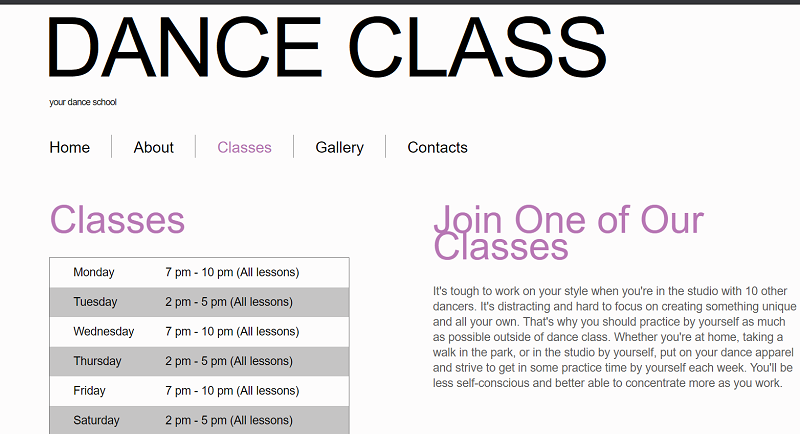 DANCE CLASS
your dance school
Home About Classes Gallery Contacts
Classes
Monday 7 pm - 10 pm (All lessons)
Tuesday 2 pm - 5 pm (All lessons)
Wednesday 7 pm - 10 pm (All lessons)
Thursday 2 pm - 5 pm (All lessons)
Friday 7 pm - 10 pm (All lessons)
Saturday 2 pm - 5 pm (All lessons)
Join One of Our
Classes
It's tough to work on your style when you're in the studio with 10 other
dancers. It's distracting and hard to focus on creating something unique
and all your own. That's why you should practice by yourself as much
as possible outside of dance class. Whether you're at home, taking a
walk in the park, or in the studio by yourself, put on your dance apparel
and strive to get in some practice time by yourself each week. You'll be
less self-conscious and better able to concentrate more as you work.